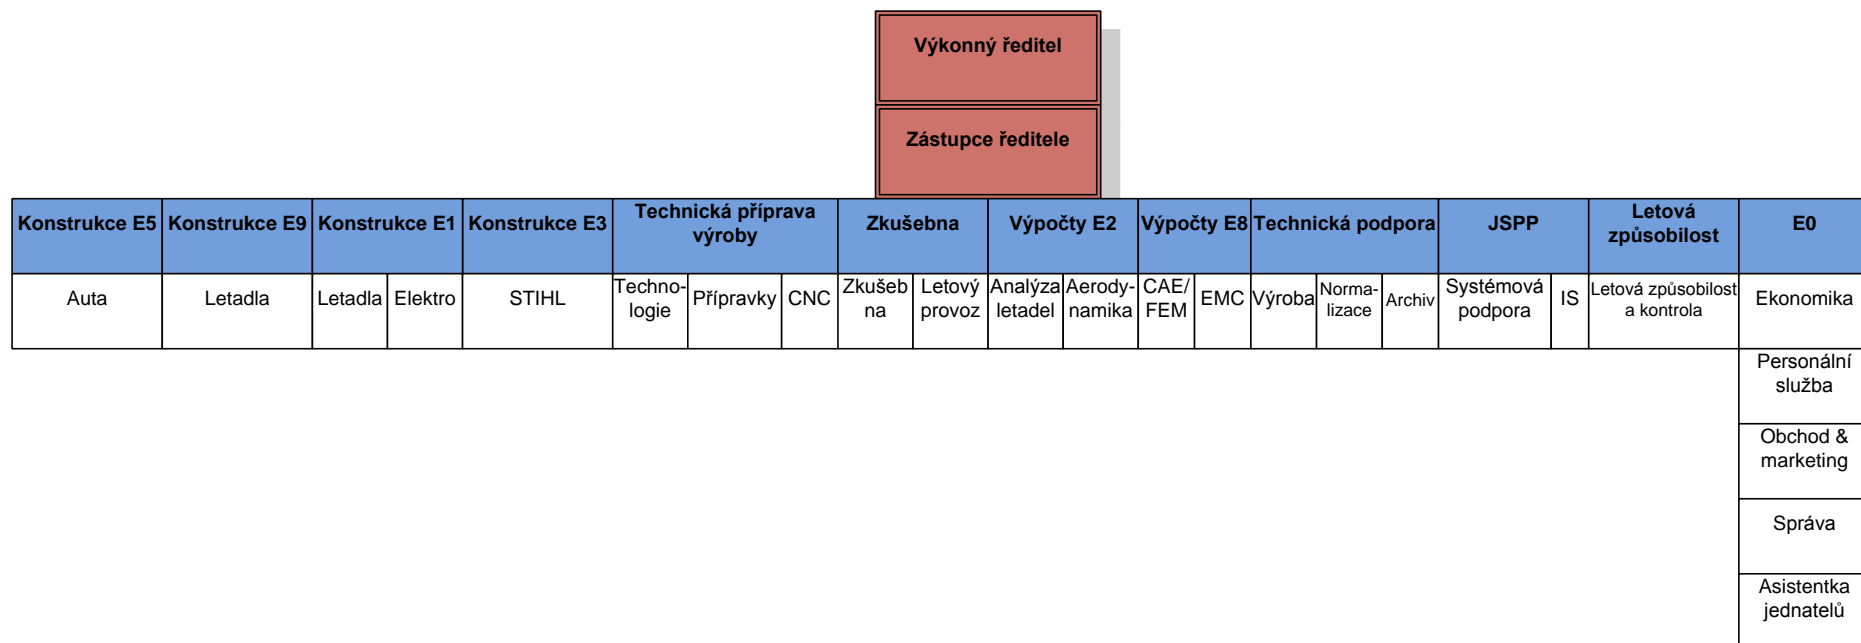 Výkonný ředitel
Zástupce ředitele
Konstrukce E5
Konstrukce E9
Konstrukce E1
Konstrukce E3
Technická příprava
výroby
Zkušebna
Výpočty E2
Výpočty E8
Technická podpora
JSPP
Letová
způsobilost
E0
Auta
Letadla
Letadla
Elektro
STIHL
Techno-
logie
Přípravky
CNC
Zkušeb
na
Letový
provoz
Analýza
letadel
Aerody-
namika
CAE/
FEM
EMC
Výroba
Norma-
lizace
Archiv
Systémová
podpora
IS
Letová způsobilost
a kontrola
Ekonomika
Personální
služba
Obchod &
marketing
Správa
Asistentka
jednatelů